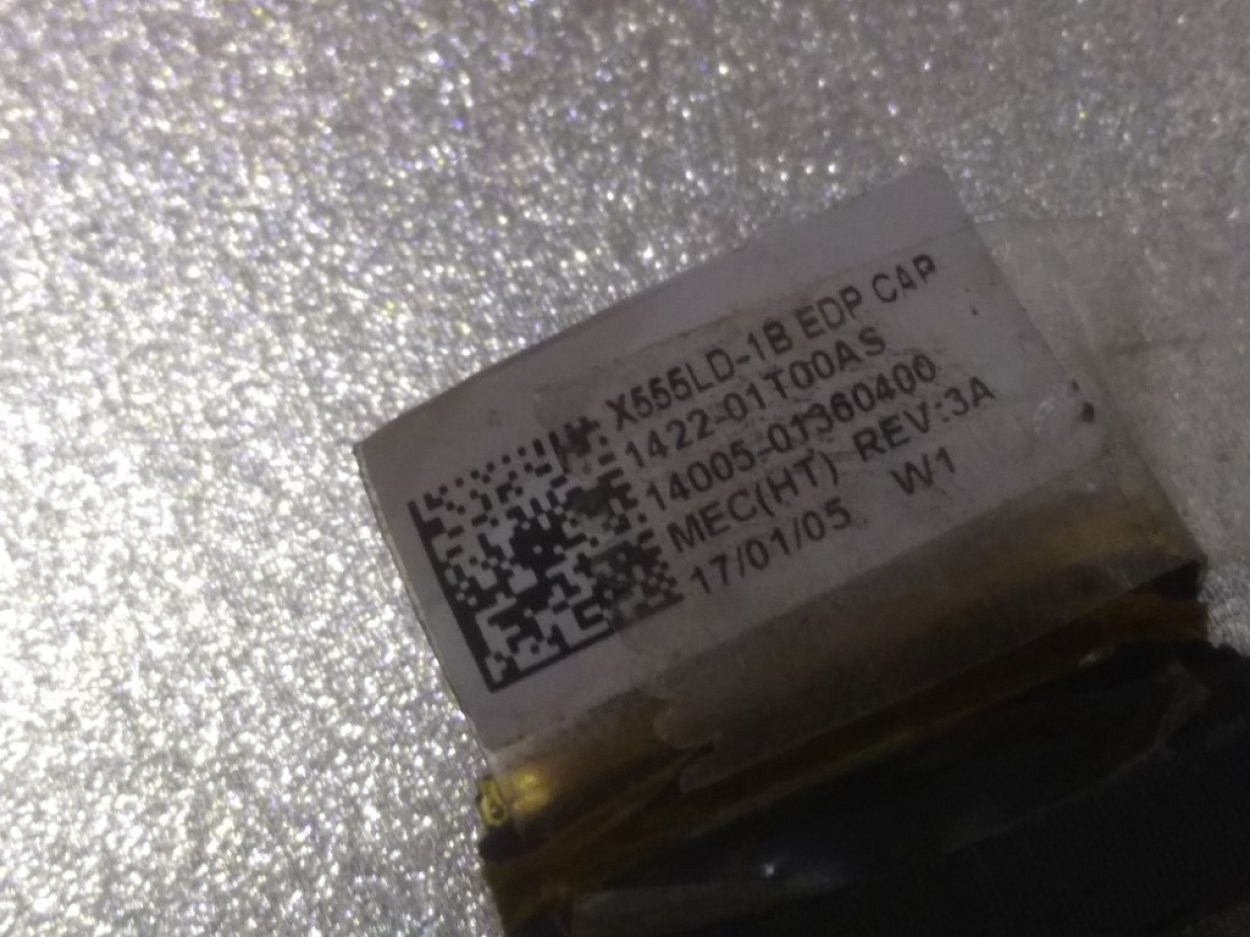 X555LD-1B EDP CAP
1422-01T00AS
14005-01360400
MEC(HT) REV:3A
17/01/05 W1